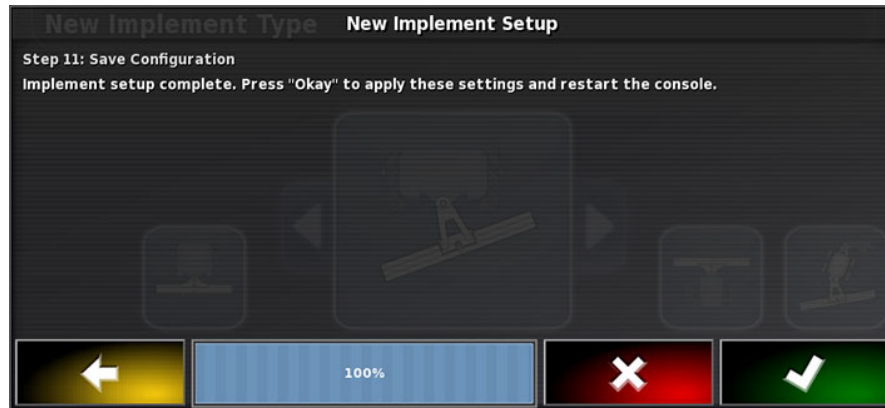 New Implement Type
New Implement Setup
Step 11: Save Configuration
Implement setup complete. Press "Okay" to apply these settings and restart the console.
100%